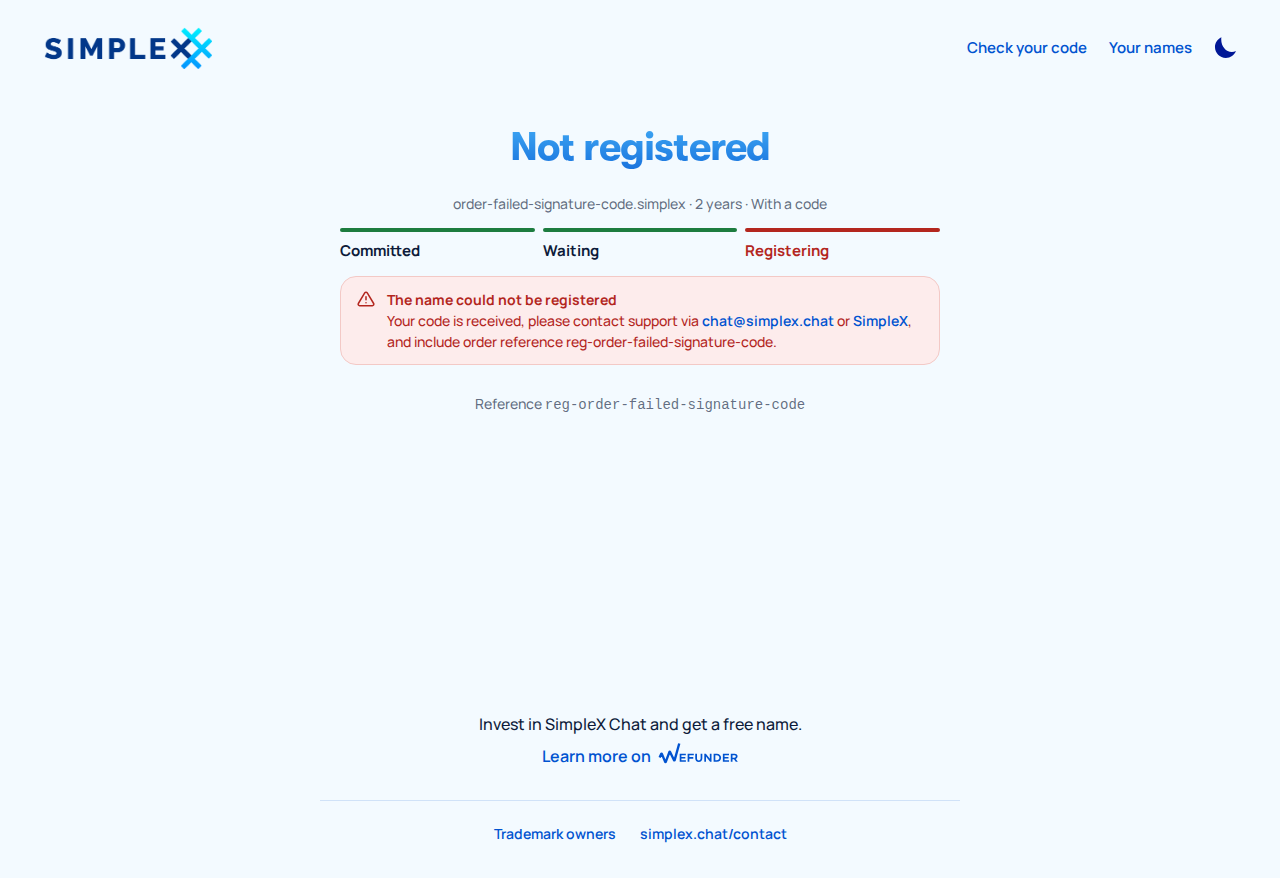 SIMPLEX
Check your code
Your names
Not registered
order-failed-signature-code.simplex · 2 years · With a code
Committed
Waiting
Registering
The name could not be registered
Your code is received, please contact support via chat@simplex.chat or SimpleX,
and include order reference reg-order-failed-signature-code.
Reference reg-order-failed-signature-code
Invest in SimpleX Chat and get a free name.
Learn more on WEFUNDER
Trademark owners
simplex.chat/contact